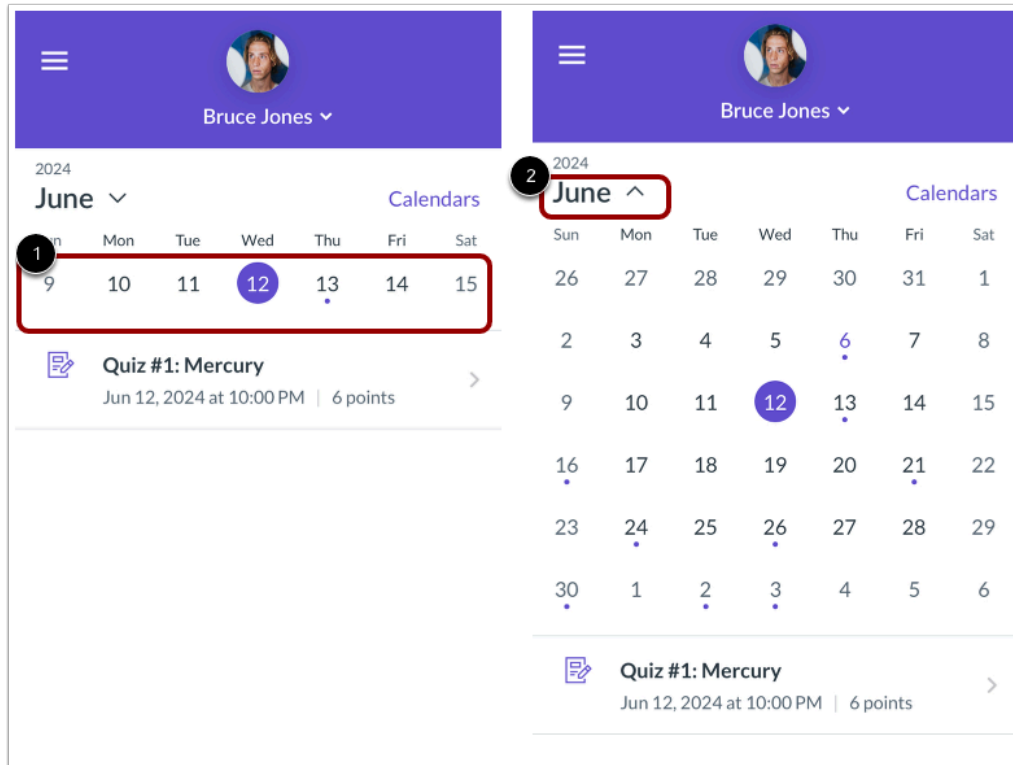 Bruce Jones
2024
June
Calendars
Mon Tue Wed Thu Fri Sat
1
9 10 11 12 13 14 15
Quiz #1: Mercury
Jun 12, 2024 at 10:00 PM | 6 points
Bruce Jones
2024
2
June
Calendars
Sun Mon Tue Wed Thu Fri Sat
26 27 28 29 30 31 1
2 3 4 5 6 7 8
9 10 11 12 13 14 15
16 17 18 19 20 21 22
23 24 25 26 27 28 29
30 1 2 3 4 5 6
Quiz #1: Mercury
Jun 12, 2024 at 10:00 PM | 6 points